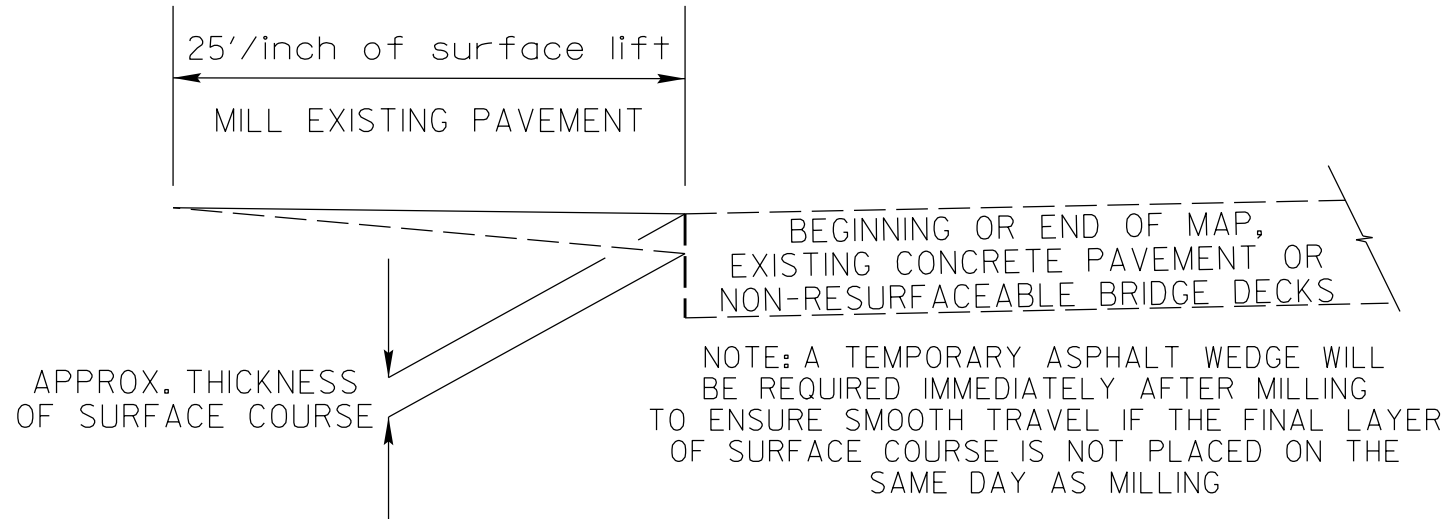 25'/inch of surface lift
MILL EXISTING PAVEMENT
BEGINNING OR END OF MAP,
EXISTING CONCRETE PAVEMENT OR
NON-RESURFACEABLE BRIDGE DECKS
APPROX. THICKNESS
OF SURFACE COURSE
NOTE: A TEMPORARY ASPHALT WEDGE WILL
BE REQUIRED IMMEDIATELY AFTER MILLING
TO ENSURE SMOOTH TRAVEL IF THE FINAL LAYER
OF SURFACE COURSE IS NOT PLACED ON THE
SAME DAY AS MILLING